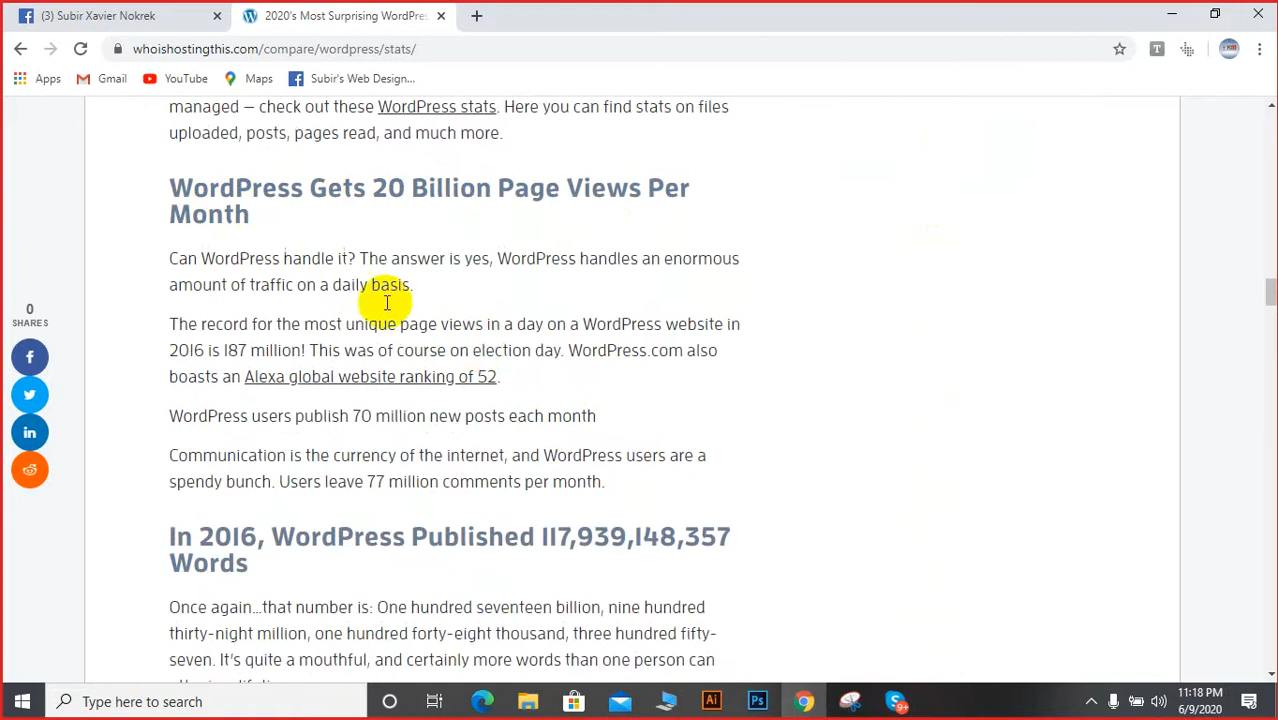 (3) Subir Xavier Nokrek
2020's Most Surprising WordPres
whoishostingthis.com/compare/wordpress/stats/
Apps
Gmail
YouTube
Maps
Subir's Web Design...
managed – check out these WordPress stats. Here you can find stats on files
uploaded, posts, pages read, and much more.
WordPress Gets 20 Billion Page Views Per
Month
Can WordPress handle it? The answer is yes, WordPress handles an enormous
amount of traffic on a daily basis.
The record for the most unique page views in a day on a WordPress website in
2016 is 187 million! This was of course on election day. WordPress.com also
boasts an Alexa global website ranking of 52.
WordPress users publish 70 million new posts each month
Communication is the currency of the internet, and WordPress users are a
spendy bunch. Users leave 77 million comments per month.
In 2016, WordPress Published 117,939,148,357
Words
Once again...that number is: One hundred seventeen billion, nine hundred
thirty-night million, one hundred forty-eight thousand, three hundred fifty-
seven. It's quite a mouthful, and certainly more words than one person can
0
SHARES
Type here to search
Ai
Ps
9+
11:18 PM
6/9/2020